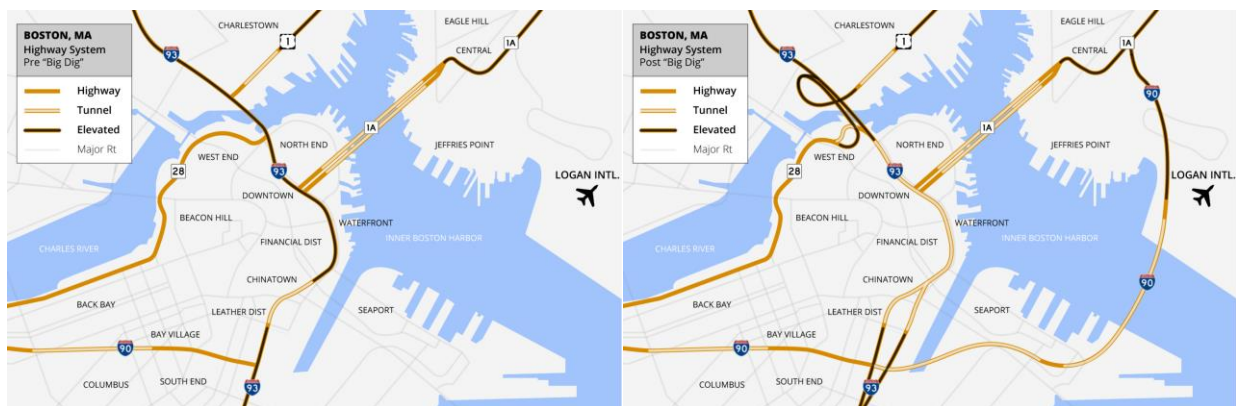 BOSTON, MA
Highway System
Pre “Big Dig”
Highway
Tunnel
Elevated
Major Rt
CHARLESTOWN
1
93
EAGLE HILL
1A
CENTRAL
1A
NORTH END
JEFFRIES POINT
WEST END
28
93
LOGAN INTL.
DOWNTOWN
BEACON HILL
WATERFRONT
FINANCIAL DIST
INNER BOSTON HARBOR
CHARLES RIVER
CHINATOWN
BACK BAY
LEATHER DIST
SEAPORT
BAY VILLAGE
90
COLUMBUS
SOUTH END
93
BOSTON, MA
Highway System
Post “Big Dig”
Highway
Tunnel
Elevated
Major Rt
CHARLESTOWN
1
93
EAGLE HILL
1A
CENTRAL
90
1A
NORTH END
JEFFRIES POINT
WEST END
28
93
LOGAN INTL.
DOWNTOWN
BEACON HILL
WATERFRONT
FINANCIAL DIST
INNER BOSTON HARBOR
CHARLES RIVER
CHINATOWN
90
BACK BAY
LEATHER DIST
SEAPORT
BAY VILLAGE
90
COLUMBUS
SOUTH END
93